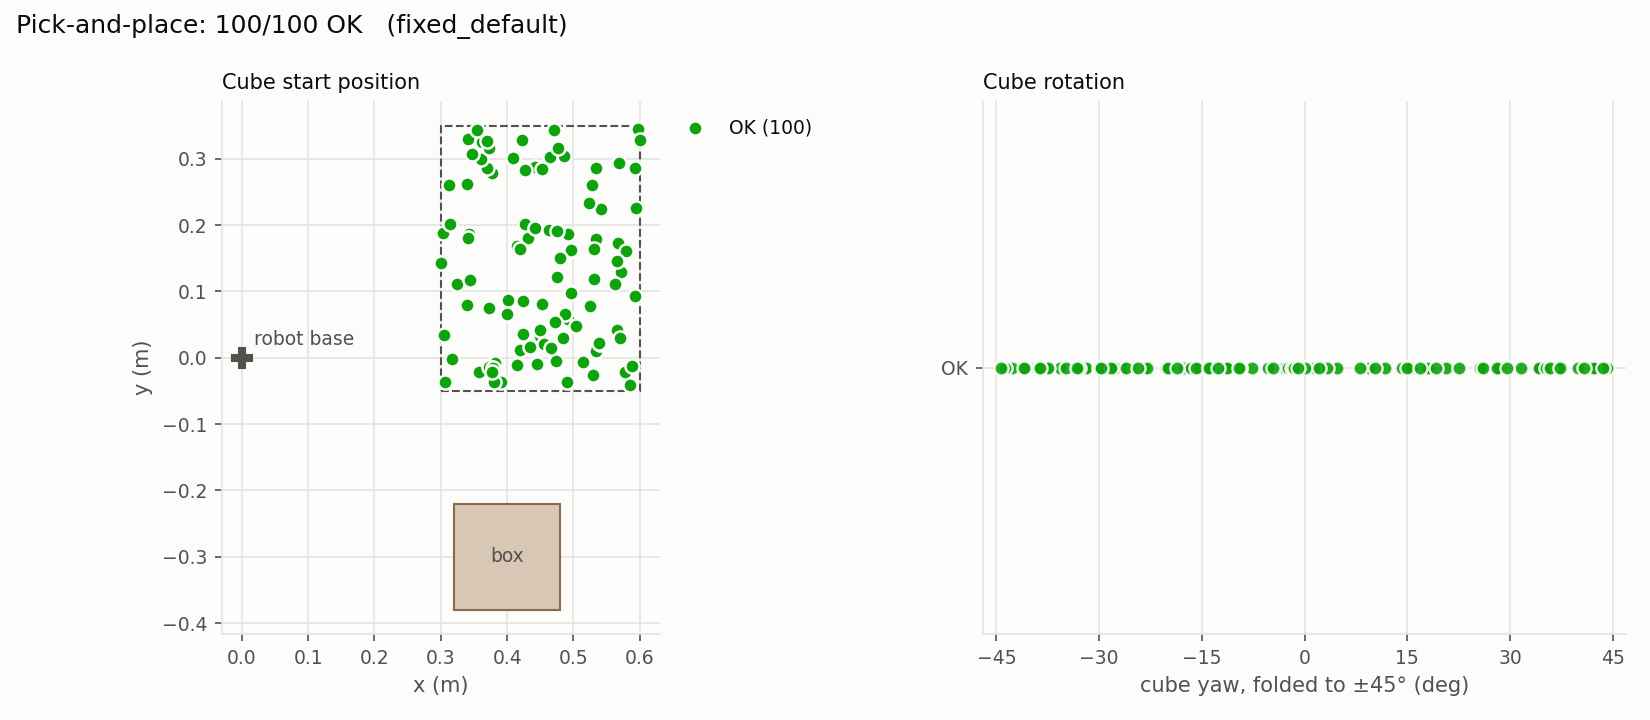 Pick-and-place: 100/100 OK   (fixed_default)
Cube start position
OK (100)
0.3
0.2
0.1
0.0
−0.1
−0.2
−0.3
−0.4
y (m)
robot base
box
0.0 0.1 0.2 0.3 0.4 0.5 0.6
x (m)
Cube rotation
OK
−45 −30 −15 0 15 30 45
cube yaw, folded to ±45° (deg)